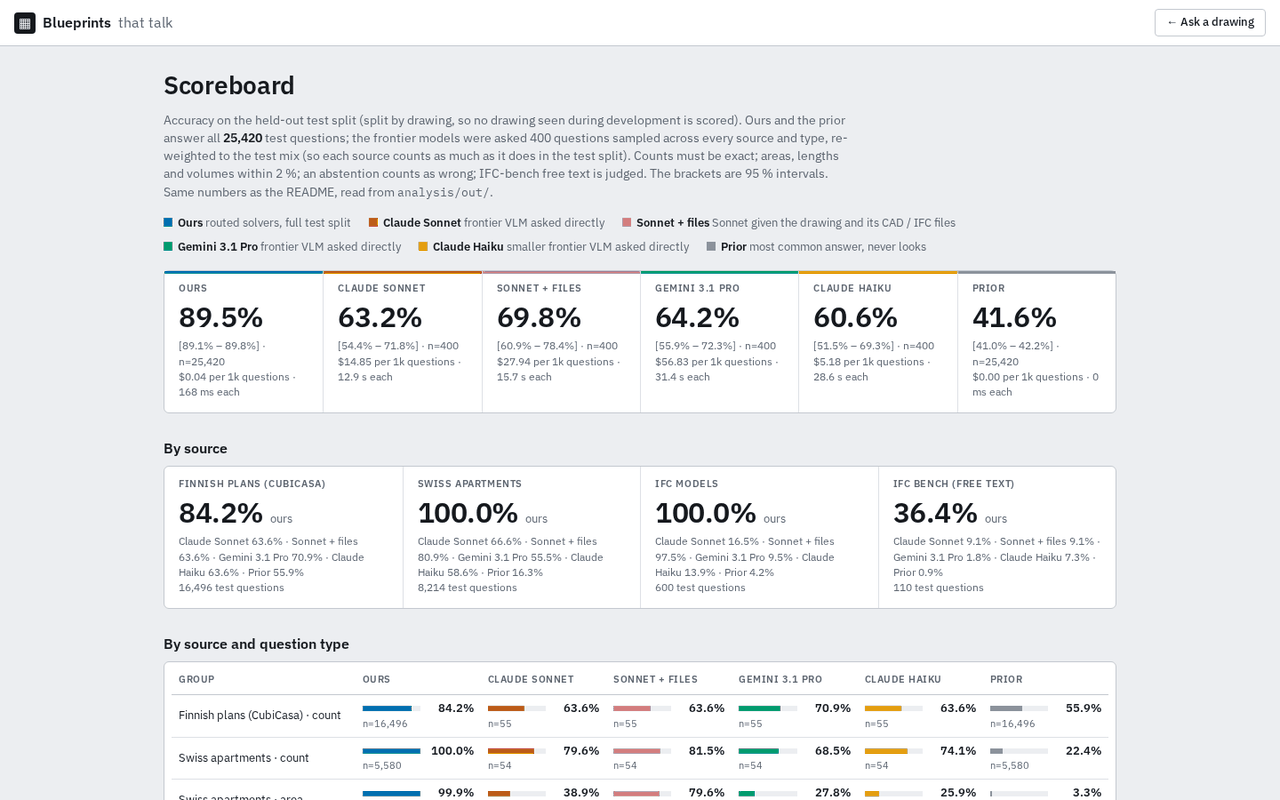 Blueprints that talk
← Ask a drawing
Scoreboard
Accuracy on the held-out test split (split by drawing, so no drawing seen during development is scored). Ours and the prior
answer all 25,420 test questions; the frontier models were asked 400 questions sampled across every source and type, re-
weighted to the test mix (so each source counts as much as it does in the test split). Counts must be exact; areas, lengths
and volumes within 2 %; an abstention counts as wrong; IFC-bench free text is judged. The brackets are 95 % intervals.
Same numbers as the README, read from analysis/out/.
Ours routed solvers, full test split Claude Sonnet frontier VLM asked directly Sonnet + files Sonnet given the drawing and its CAD / IFC files
Gemini 3.1 Pro frontier VLM asked directly Claude Haiku smaller frontier VLM asked directly Prior most common answer, never looks
OURS
89.5%
[89.1% – 89.8%] ·
n=25,420
$0.04 per 1k questions ·
168 ms each
CLAUDE SONNET
63.2%
[54.4% – 71.8%] · n=400
$14.85 per 1k questions ·
12.9 s each
SONNET + FILES
69.8%
[60.9% – 78.4%] · n=400
$27.94 per 1k questions ·
15.7 s each
GEMINI 3.1 PRO
64.2%
[55.9% – 72.3%] · n=400
$56.83 per 1k questions ·
31.4 s each
CLAUDE HAIKU
60.6%
[51.5% – 69.3%] · n=400
$5.18 per 1k questions ·
28.6 s each
PRIOR
41.6%
[41.0% – 42.2%] ·
n=25,420
$0.00 per 1k questions · 0
ms each
By source
FINNISH PLANS (CUBICASA)
84.2% ours
Claude Sonnet 63.6% · Sonnet + files
63.6% · Gemini 3.1 Pro 70.9% · Claude
Haiku 63.6% · Prior 55.9%
16,496 test questions
SWISS APARTMENTS
100.0% ours
Claude Sonnet 66.6% · Sonnet + files
80.9% · Gemini 3.1 Pro 55.5% · Claude
Haiku 58.6% · Prior 16.3%
8,214 test questions
IFC MODELS
100.0% ours
Claude Sonnet 16.5% · Sonnet + files
97.5% · Gemini 3.1 Pro 9.5% · Claude
Haiku 13.9% · Prior 4.2%
600 test questions
IFC BENCH (FREE TEXT)
36.4% ours
Claude Sonnet 9.1% · Sonnet + files 9.1% ·
Gemini 3.1 Pro 1.8% · Claude Haiku 7.3% ·
Prior 0.9%
110 test questions
By source and question type
GROUP OURS CLAUDE SONNET SONNET + FILES GEMINI 3.1 PRO CLAUDE HAIKU PRIOR
Finnish plans (CubiCasa) · count 84.2% 63.6% 63.6% 70.9% 63.6% 55.9%
n=16,496 n=55 n=55 n=55 n=55 n=16,496
Swiss apartments · count 100.0% 79.6% 81.5% 68.5% 74.1% 22.4%
n=5,580 n=54 n=54 n=54 n=54 n=5,580
Swiss apartments · area 99.9% 38.9% 79.6% 27.8% 25.9% 3.3%